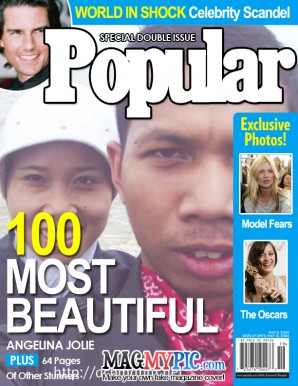 WORLD IN SHOCK Celebrity Scandel
SPECIAL DOUBLE ISSUE
Popular
Exclusive
Photos!
Model Fears
The Oscars
100
MOST
BEAUTIFUL
ANGELINA JOLIE
PLUS 64 Pages
Of Other Stunners
MAGMYPIC.com
Make your own fake magazine cover!